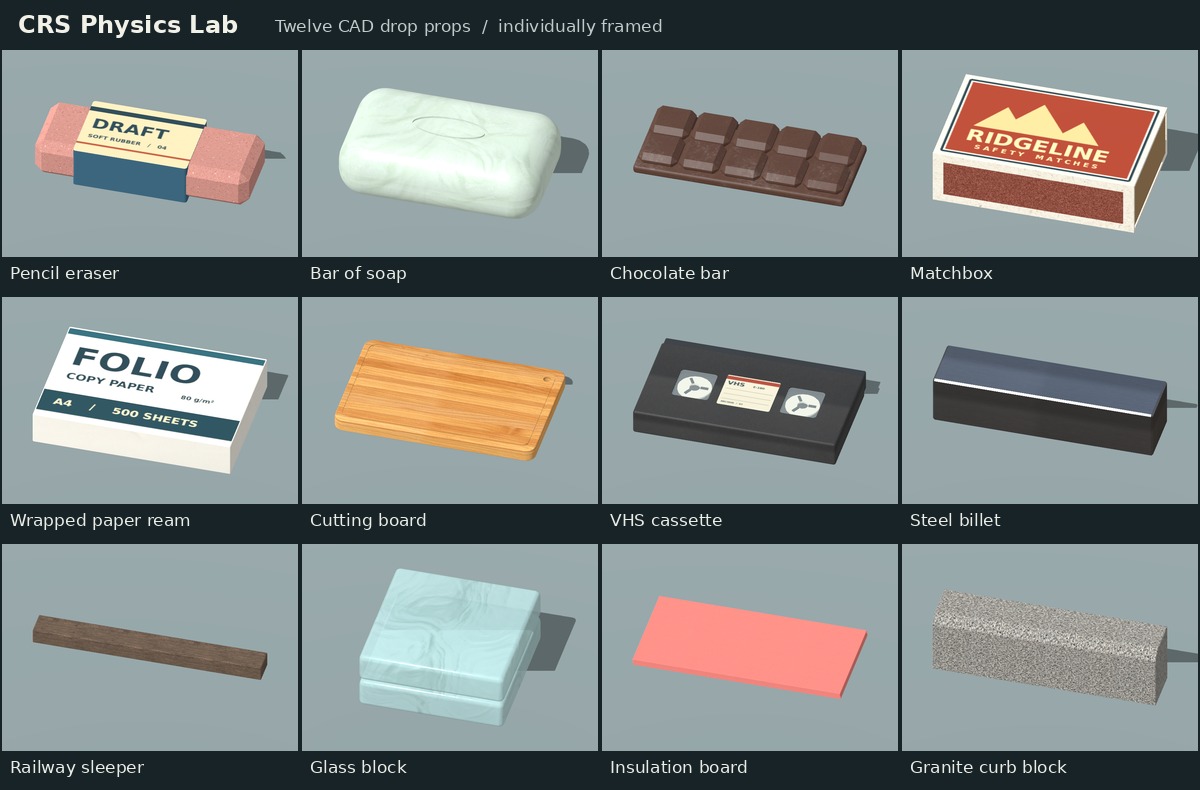 CRS Physics Lab
Twelve CAD drop props / individually framed
DRAFT
SOFT RUBBER / 04
Pencil eraser
Bar of soap
Chocolate bar
RIDGELINE
SAFETY MATCHES
Matchbox
FOLIO
COPY PAPER
80 g/m²
A4 / 500 SHEETS
Wrapped paper ream
Cutting board
VHS
VHS cassette
Steel billet
Railway sleeper
Glass block
Insulation board
Granite curb block